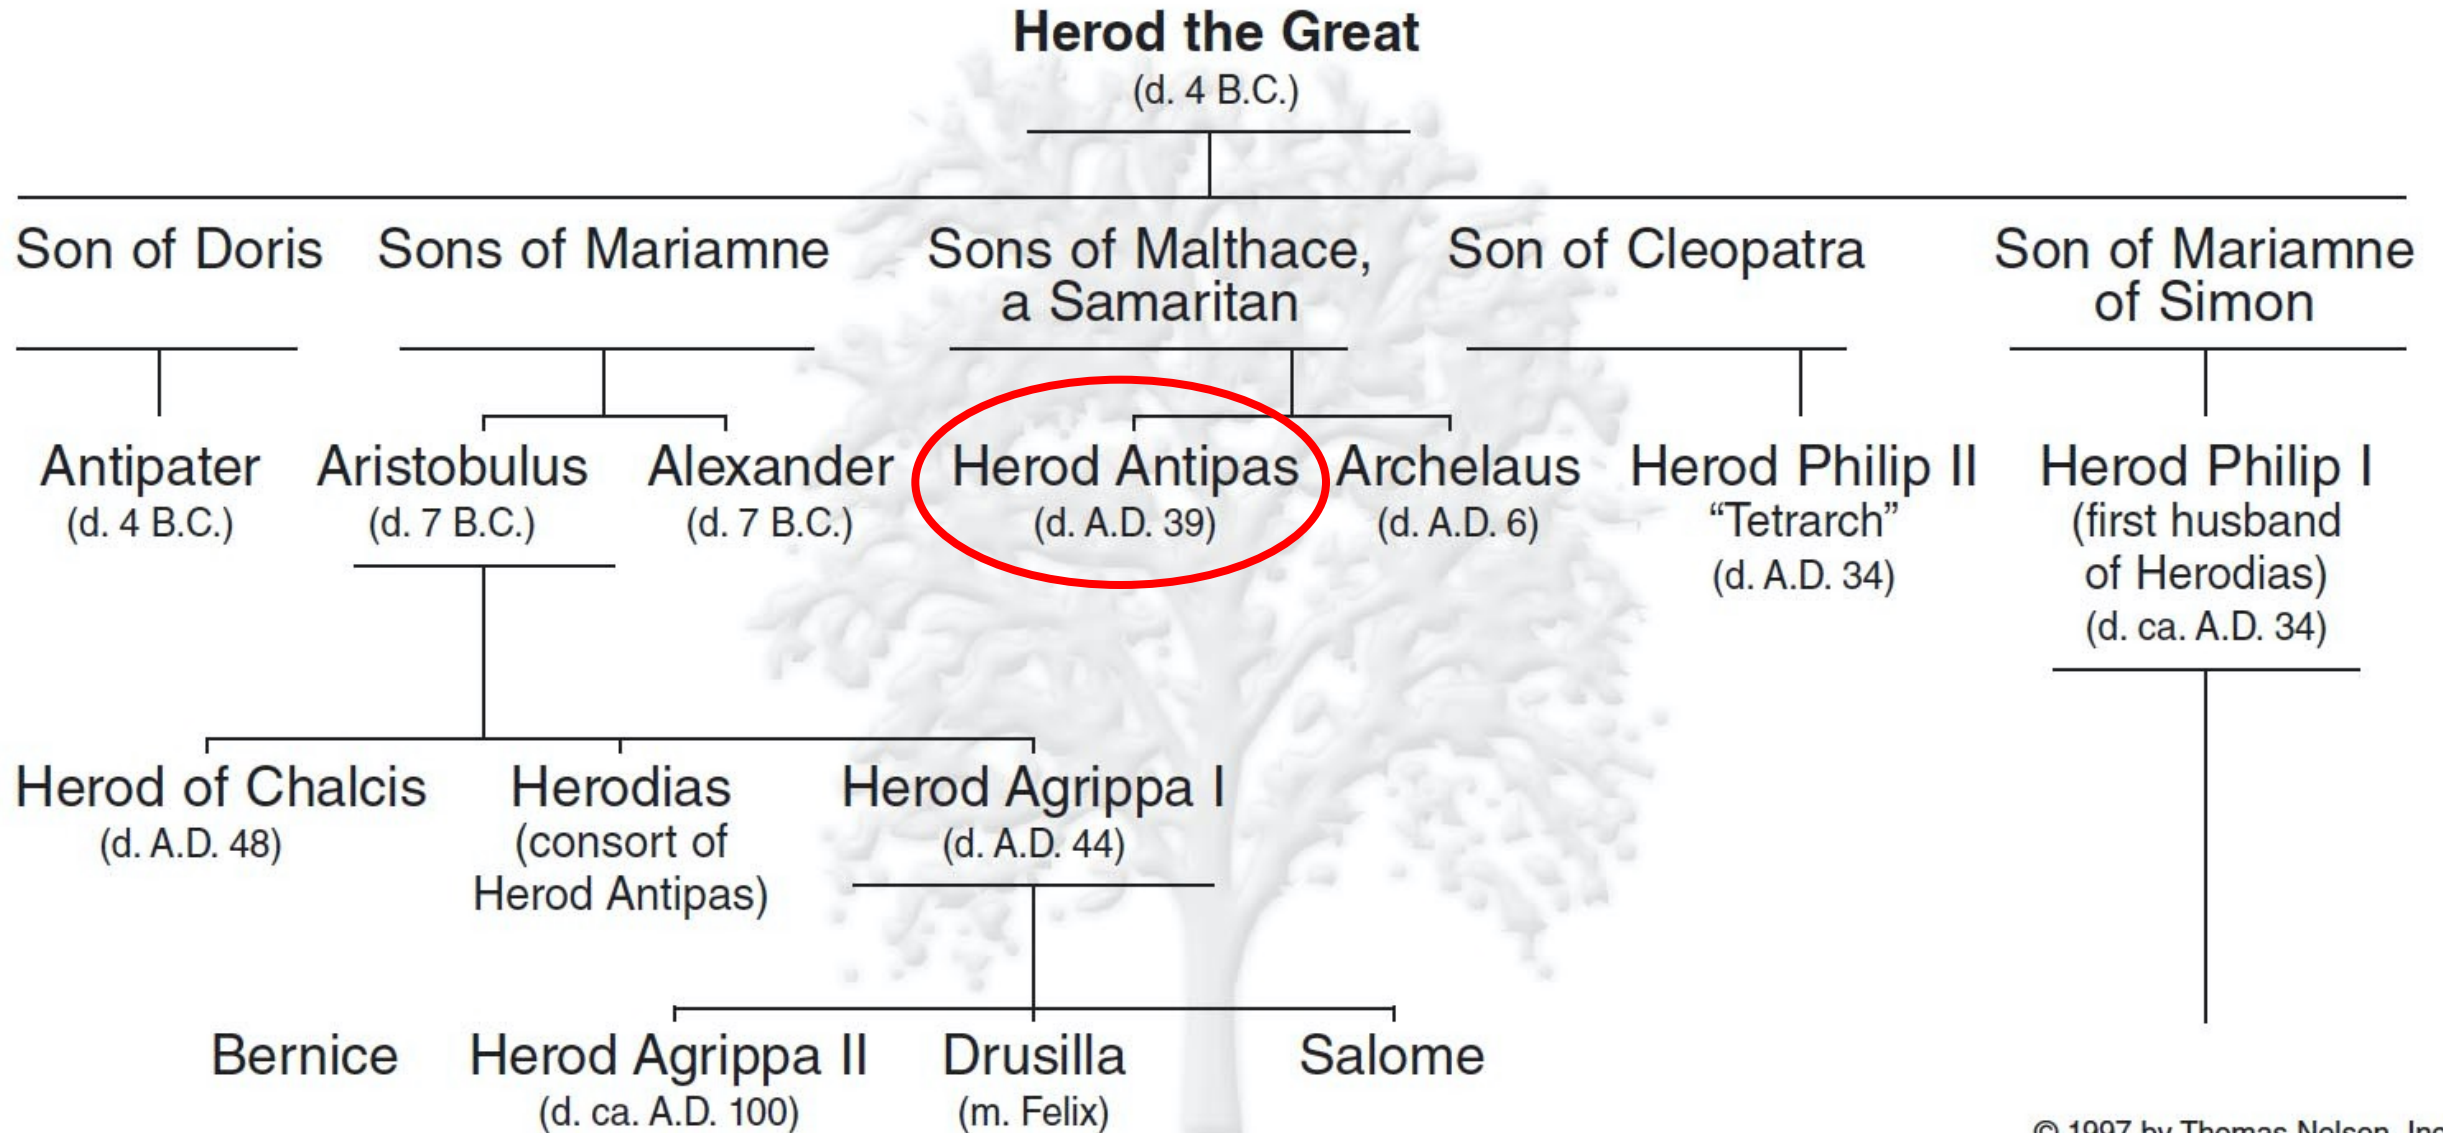 Herod the Great
(d. 4 B.C.)
Son of Doris
Sons of Mariamne
Sons of Malthace,
a Samaritan
Son of Cleopatra
Son of Mariamne
of Simon
Antipater
(d. 4 B.C.)
Aristobulus
(d. 7 B.C.)
Alexander
(d. 7 B.C.)
Herod Antipas
(d. A.D. 39)
Archelaus
(d. A.D. 6)
Herod Philip II
“Tetrarch”
(d. A.D. 34)
Herod Philip I
(first husband
of Herodias)
(d. ca. A.D. 34)
Herod of Chalcis
(d. A.D. 48)
Herodias
(consort of
Herod Antipas)
Herod Agrippa I
(d. A.D. 44)
Bernice
Herod Agrippa II
(d. ca. A.D. 100)
Drusilla
(m. Felix)
Salome
© 1997 by Thomas Nelson, Inc